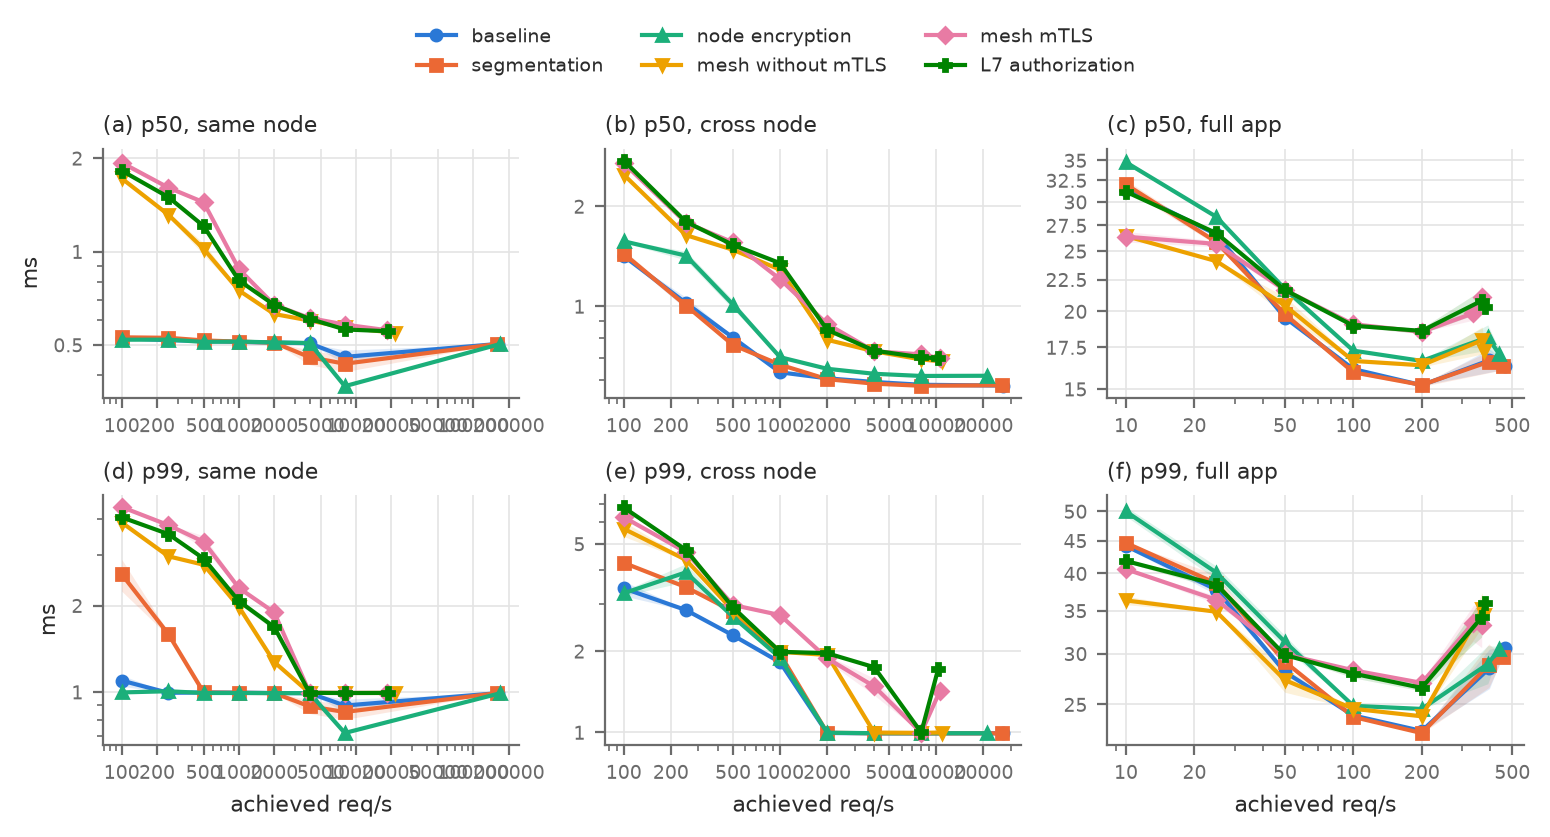 baseline
node encryption
mesh mTLS
segmentation
mesh without mTLS
L7 authorization
(a) p50, same node
(b) p50, cross node
(c) p50, full app
ms
2
1
0.5
100 200 500 1000 2000 5000 10000 20000 50000 100000 200000
2
1
100 200 500 1000 2000 5000 10000 20000
35
32.5
30
27.5
25
22.5
20
17.5
15
10 20 50 100 200 500
(d) p99, same node
(e) p99, cross node
(f) p99, full app
ms
2
1
100 200 500 1000 2000 5000 10000 20000 50000 100000 200000
achieved req/s
5
2
1
100 200 500 1000 2000 5000 10000 20000
achieved req/s
50
45
40
35
30
25
10 20 50 100 200 500
achieved req/s